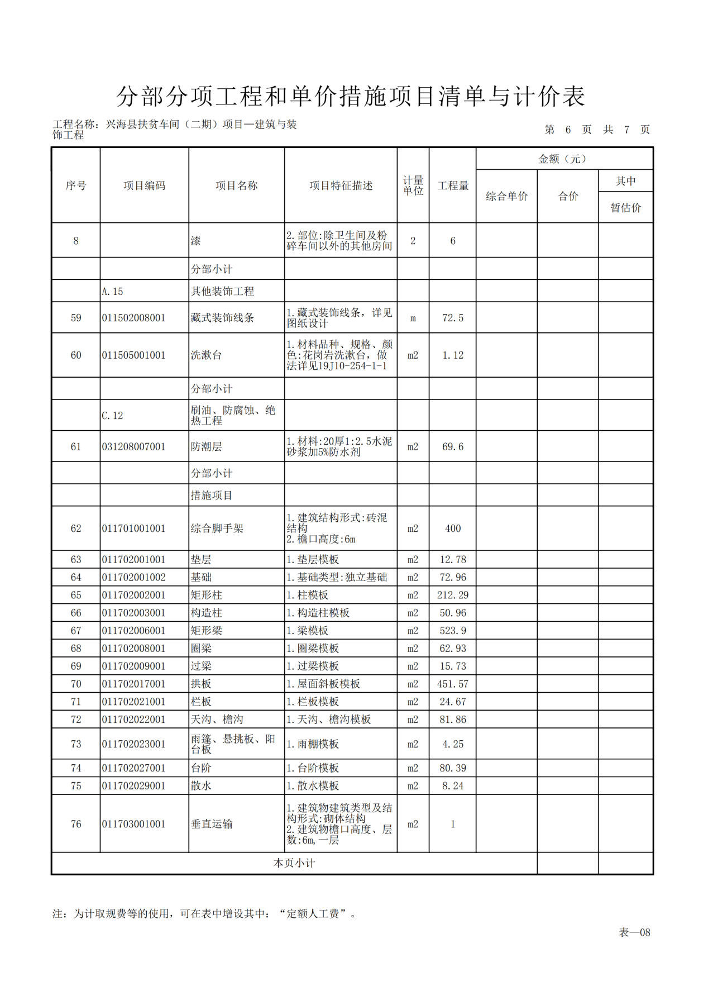 分部分项工程和单价措施项目清单与计价表
工程名称：兴海县扶贫车间（二期）项目—建筑与装
饰工程
第 6 页 共 7 页
序号 项目编码 项目名称 项目特征描述 计量
单位 工程量 金额（元）
综合单价 合价 其中
暂估价
8 漆 2.部位:除卫生间及粉
碎车间以外的其他房间 2 6
分部小计
A.15 其他装饰工程
59 011502008001 藏式装饰线条 1.藏式装饰线条，详见
图纸设计 m 72.5
60 011505001001 洗漱台 1.材料品种、规格、颜
色:花岗岩洗漱台，做
法详见19J10-254-1-1 m2 1.12
分部小计
C.12 刷油、防腐蚀、绝
热工程
61 031208007001 防潮层 1.材料:20厚1:2.5水泥
砂浆加5%防水剂 m2 69.6
分部小计
措施项目
62 011701001001 综合脚手架 1.建筑结构形式:砖混
结构
2.檐口高度:6m m2 400
63 011702001001 垫层 1.垫层模板 m2 12.78
64 011702001002 基础 1.基础类型:独立基础 m2 72.96
65 011702002001 矩形柱 1.柱模板 m2 212.29
66 011702003001 构造柱 1.构造柱模板 m2 50.96
67 011702006001 矩形梁 1.梁模板 m2 523.9
68 011702008001 圈梁 1.圈梁模板 m2 62.93
69 011702009001 过梁 1.过梁模板 m2 15.73
70 011702017001 拱板 1.屋面斜板模板 m2 451.57
71 011702021001 栏板 1.栏板模板 m2 24.67
72 011702022001 天沟、檐沟 1.天沟、檐沟模板 m2 81.86
73 011702023001 雨篷、悬挑板、阳
台板 1.雨棚模板 m2 4.25
74 011702027001 台阶 1.台阶模板 m2 80.39
75 011702029001 散水 1.散水模板 m2 8.24
76 011703001001 垂直运输 1.建筑物建筑类型及结
构形式:砌体结构
2.建筑物檐口高度、层
数:6m,一层 m2 1
本页小计
注：为计取规费等的使用，可在表中增设其中：“定额人工费”。
表—08